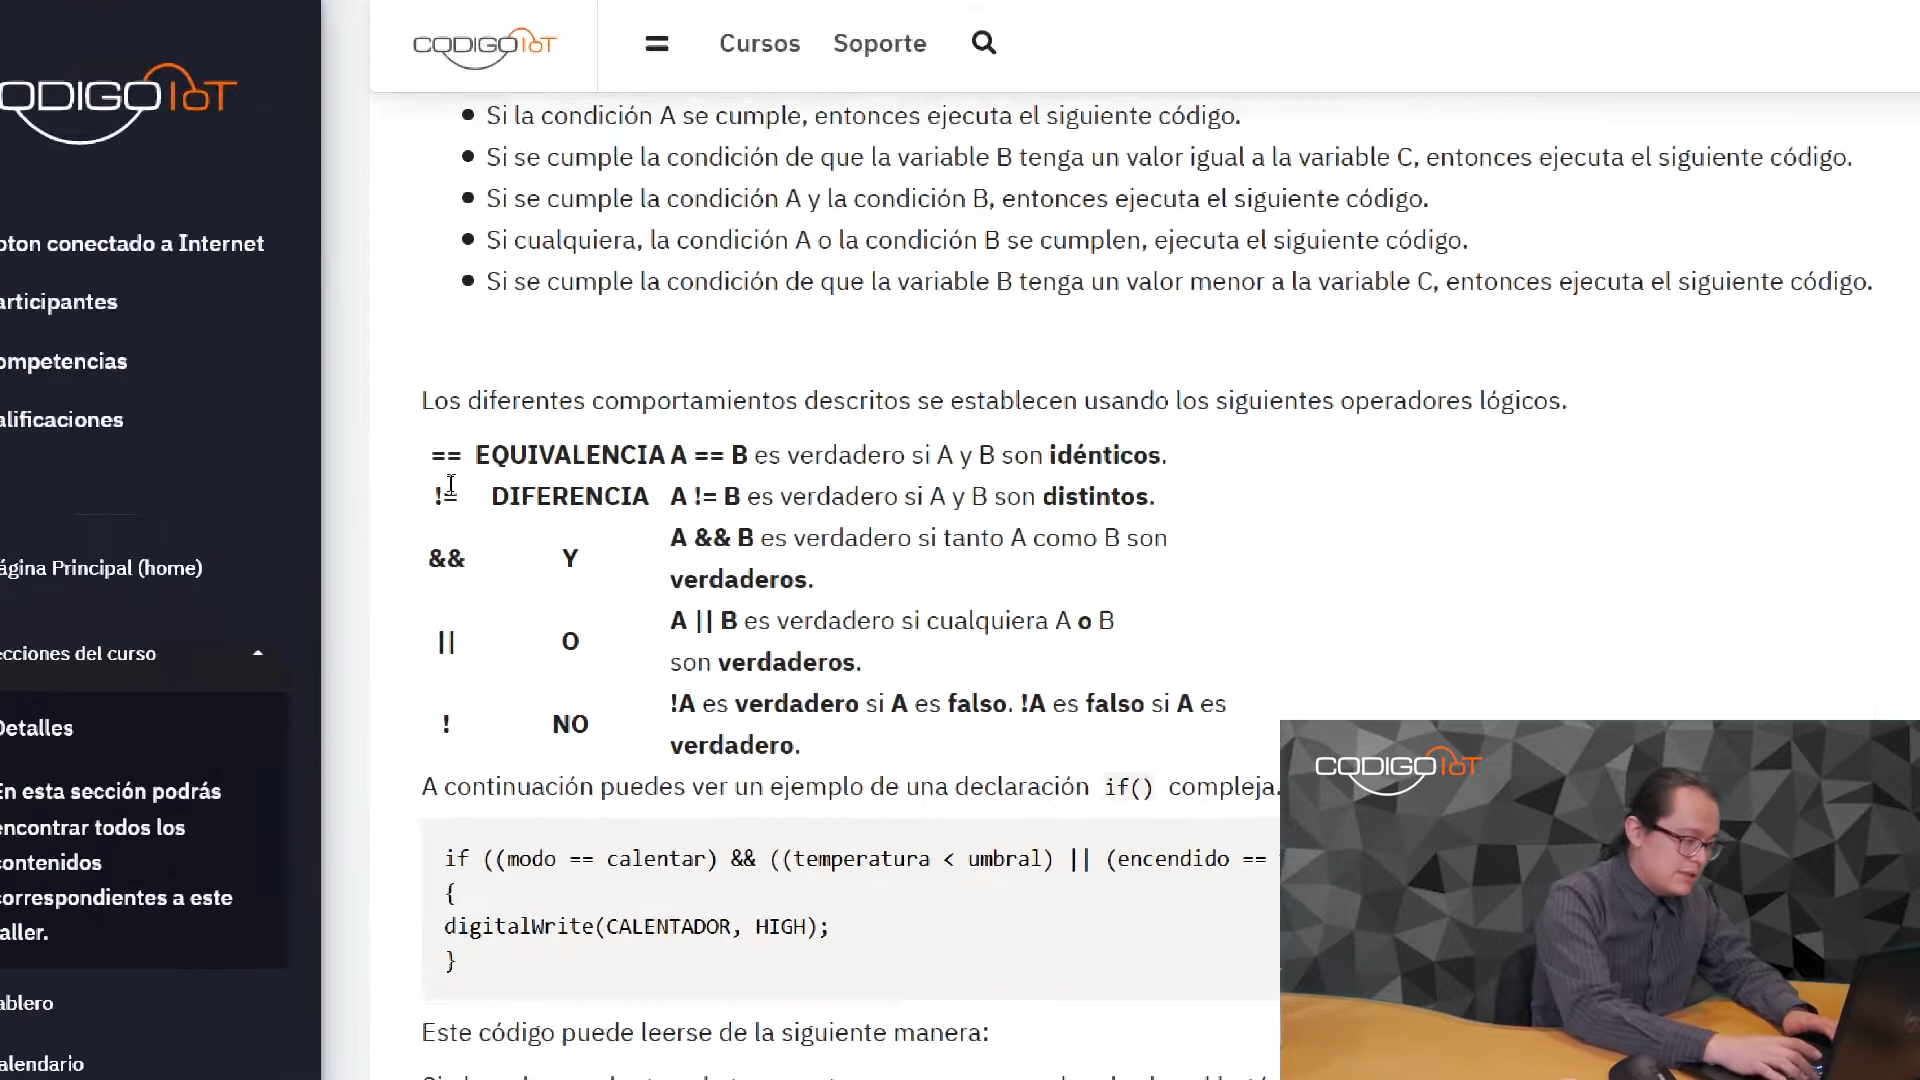 CODIGO IoT
Cursos
Soporte
ODIGO IoT
Si la condición A se cumple, entonces ejecuta el siguiente código.
Si se cumple la condición de que la variable B tenga un valor igual a la variable C, entonces ejecuta el siguiente código.
Si se cumple la condición A y la condición B, entonces ejecuta el siguiente código.
Si cualquiera, la condición A o la condición B se cumplen, ejecuta el siguiente código.
Si se cumple la condición de que la variable B tenga un valor menor a la variable C, entonces ejecuta el siguiente código.
oton conectado a Internet
articipantes
ompetencias
alificaciones
ágina Principal (home)
ecciones del curso
Detalles
En esta sección podrás
encontrar todos los
contenidos
correspondientes a este
aller.
ablero
alendario
Los diferentes comportamientos descritos se establecen usando los siguientes operadores lógicos.
== EQUIVALENCIA A == B es verdadero si A y B son idénticos.
!= DIFERENCIA A != B es verdadero si A y B son distintos.
&& Y A && B es verdadero si tanto A como B son
verdaderos.
|| O A || B es verdadero si cualquiera A o B
son verdaderos.
! NO !A es verdadero si A es falso. !A es falso si A es
verdadero.
A continuación puedes ver un ejemplo de una declaración if() compleja.
if ((modo == calentar) && ((temperatura < umbral) || (encendido ==
{
digitalWrite(CALENTADOR, HIGH);
}
Este código puede leerse de la siguiente manera:
CODIGO IoT